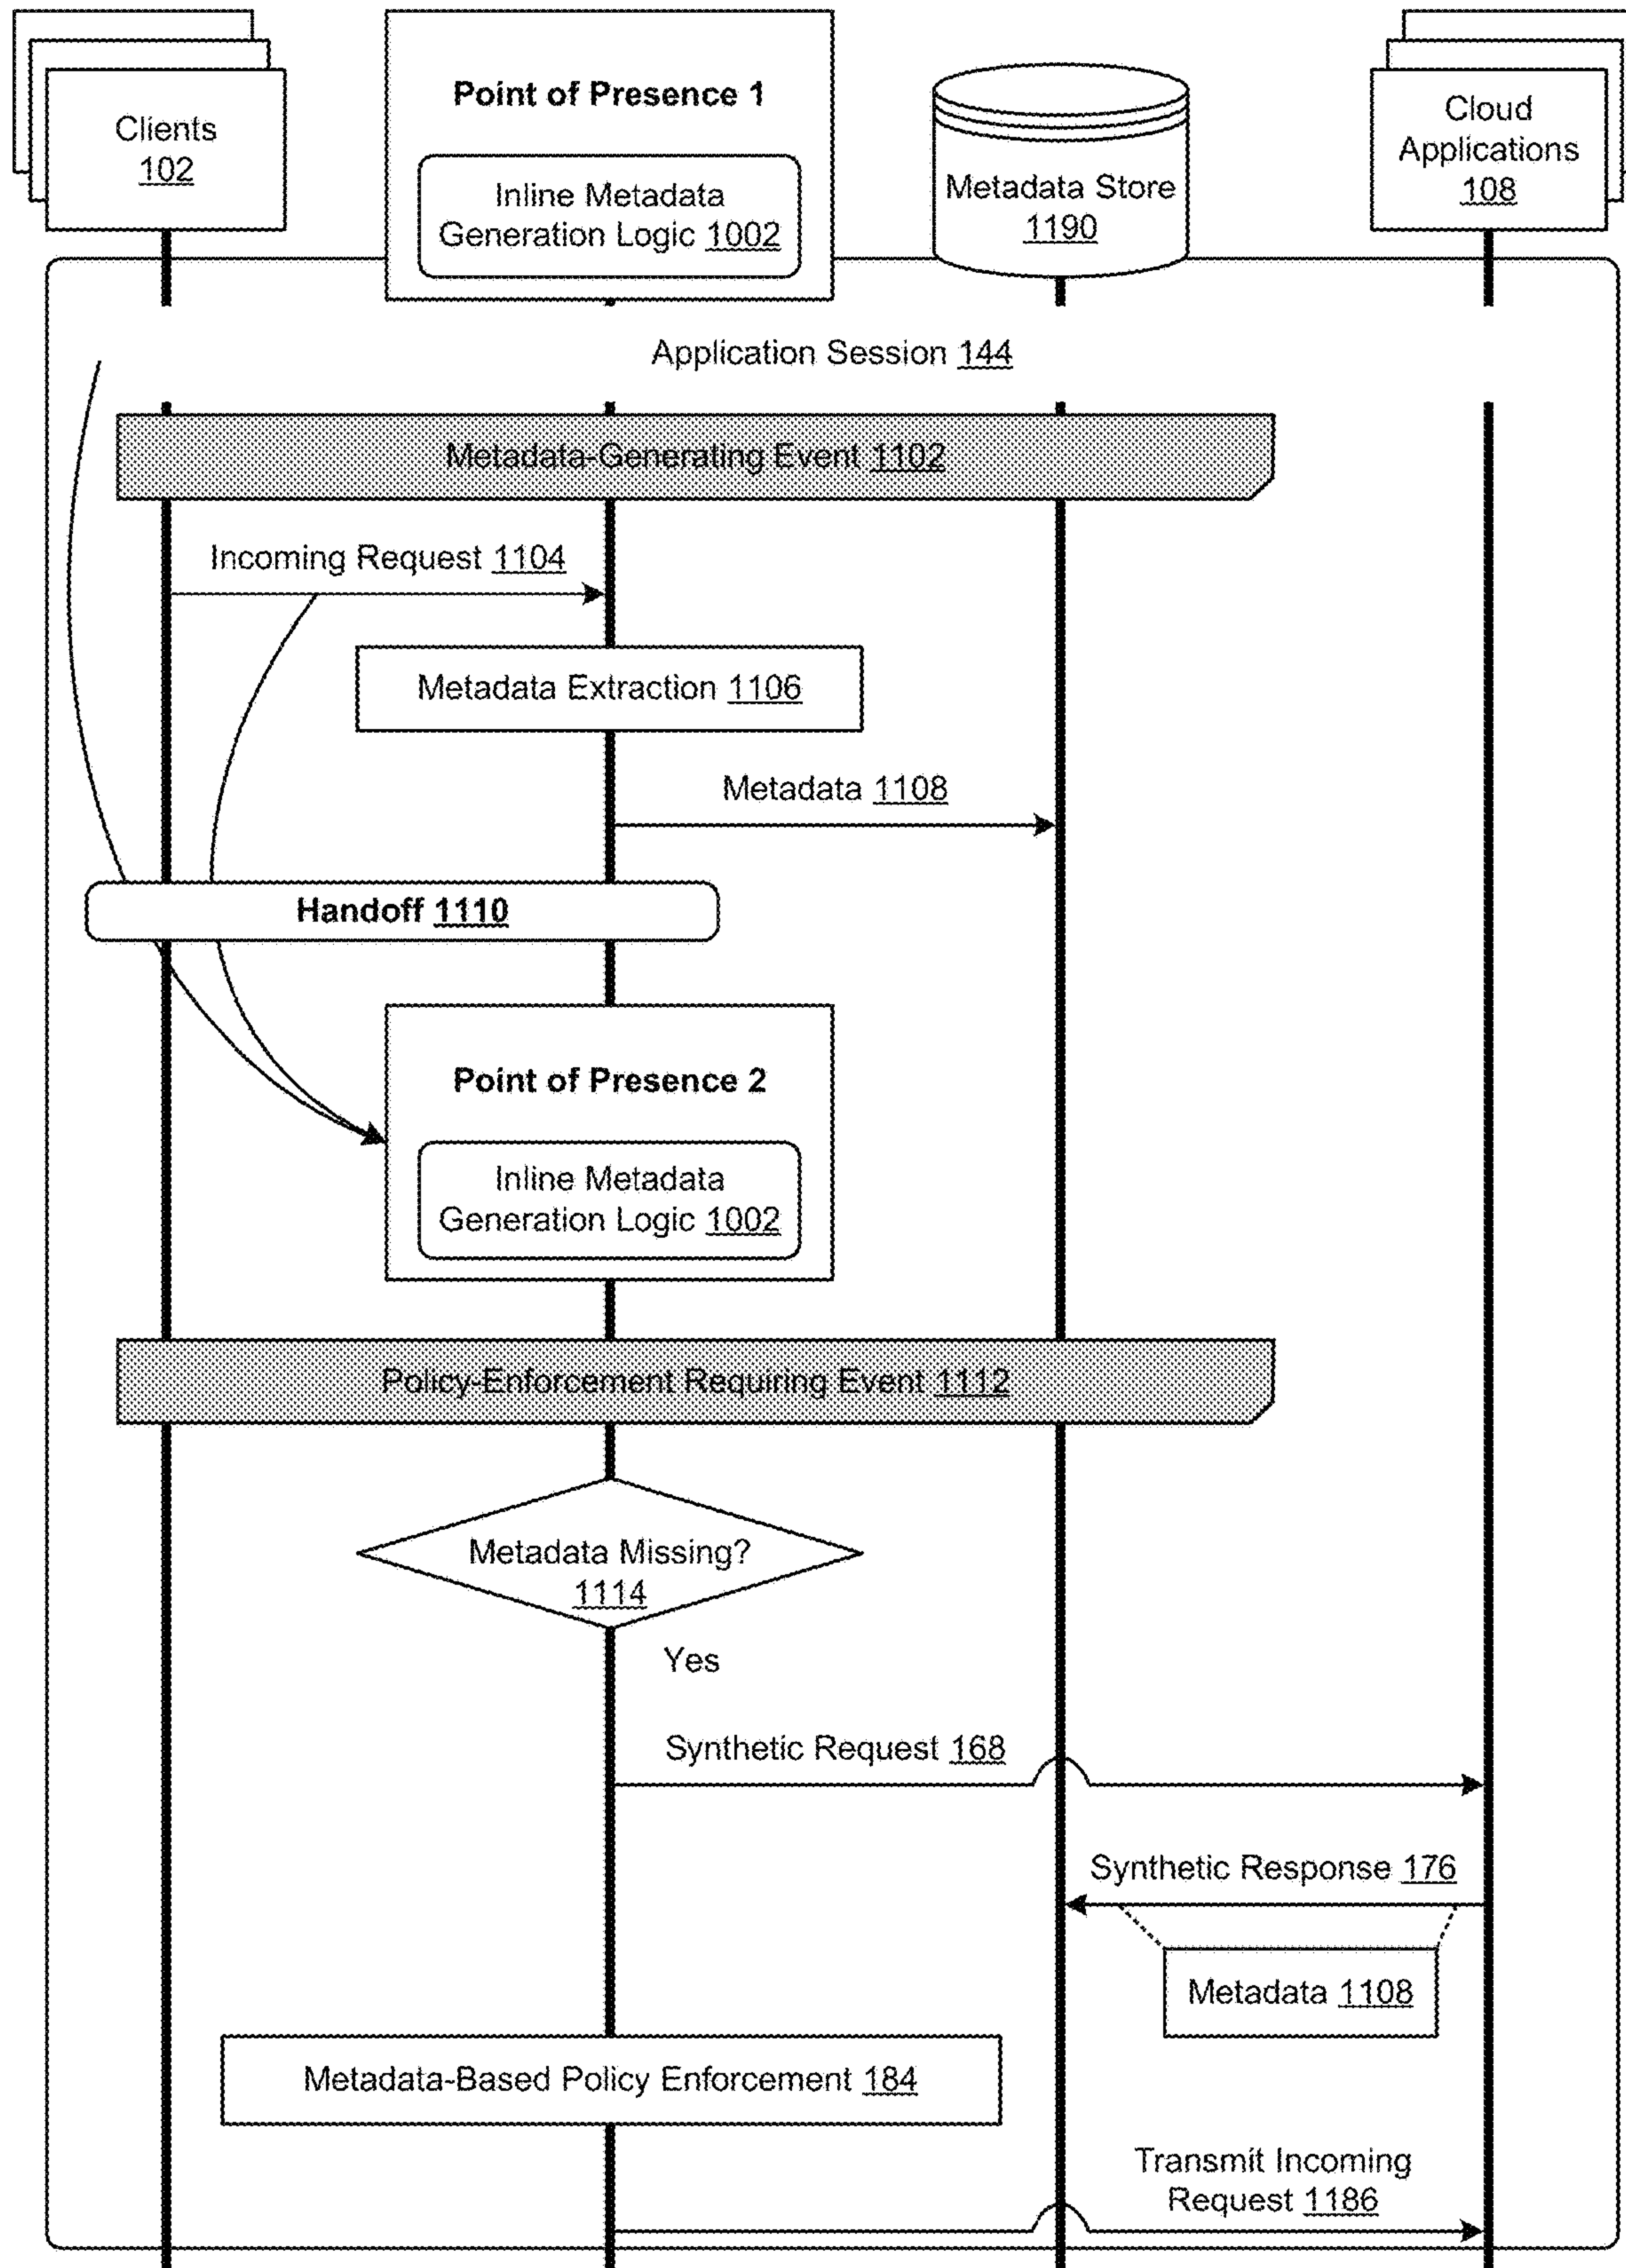 Clients
102
Point of Presence 1
Inline Metadata
Generation Logic 1002
Metadata Store
1190
Cloud
Applications
108
Application Session 144
Metadata-Generating Event 1102
Incoming Request 1104
Metadata Extraction 1106
Metadata 1108
Handoff 1110
Point of Presence 2
Inline Metadata
Generation Logic 1002
Policy-Enforcement Requiring Event 1112
Metadata Missing?
1114
Yes
Synthetic Request 168
Synthetic Response 176
Metadata 1108
Metadata-Based Policy Enforcement 184
Transmit Incoming
Request 1186